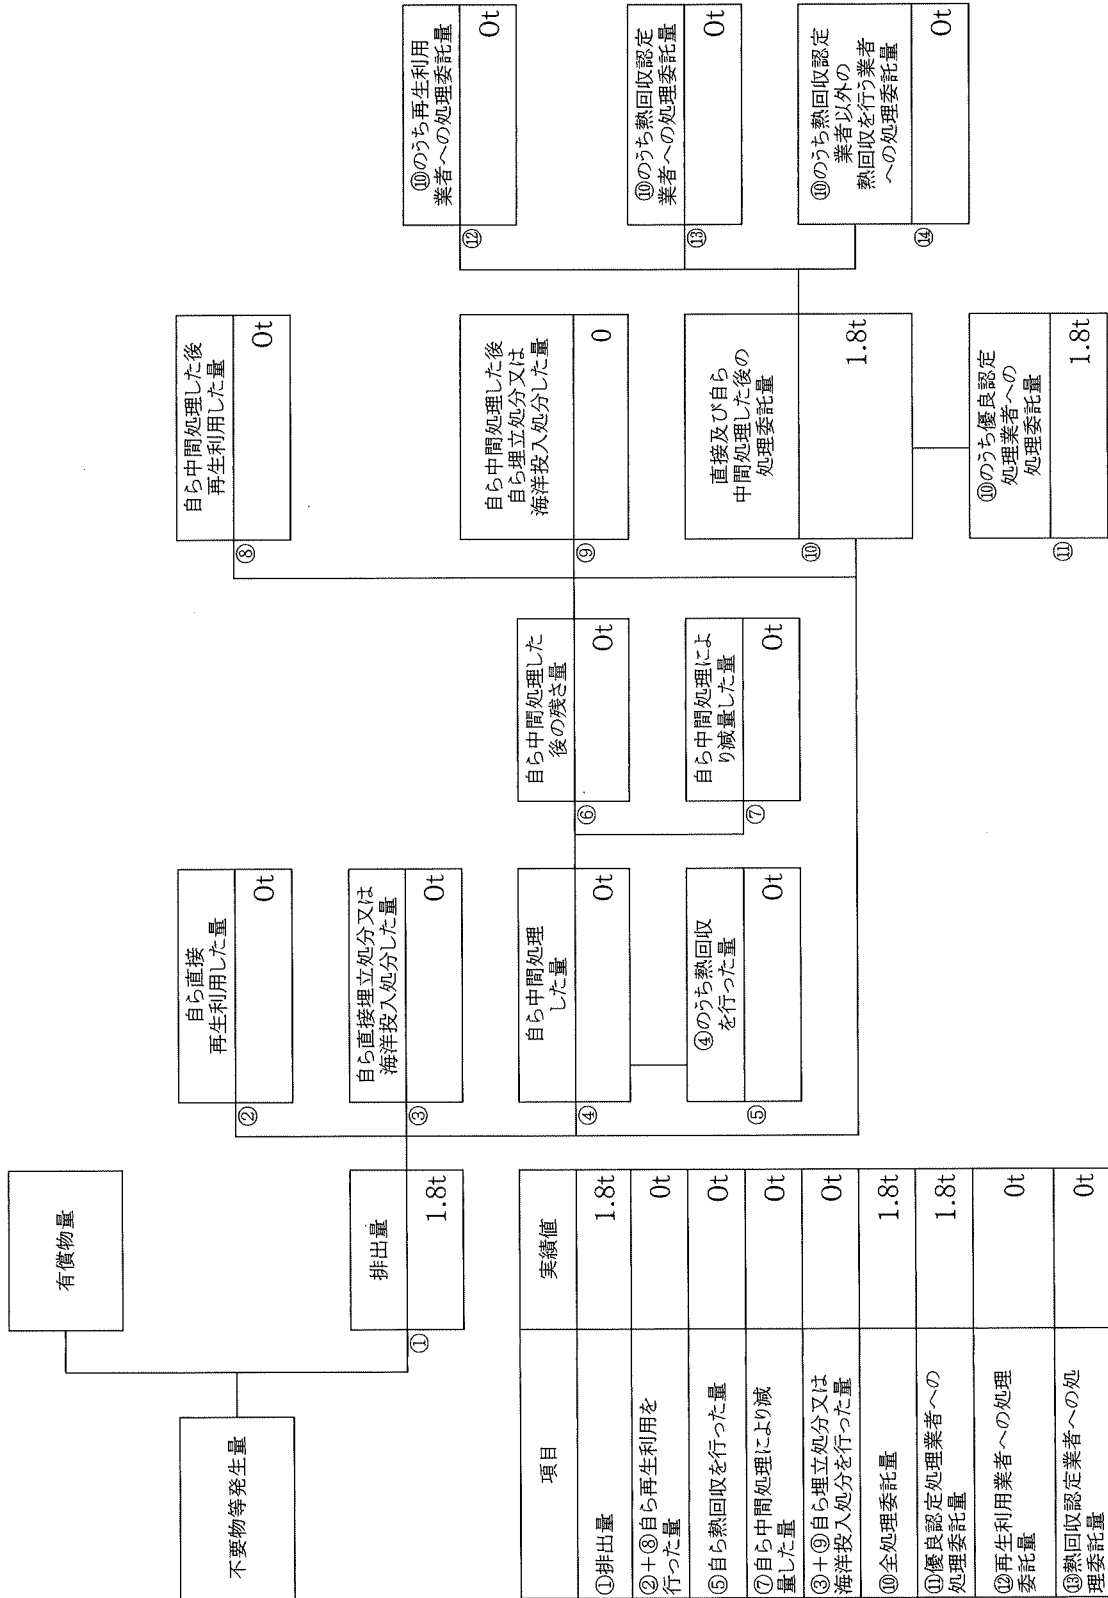 不要物等発生量
有償物量
排出量
①
1.8t
自ら直接
再生利用した量
②
0t
自ら直接埋立処分又は
海洋投入処分した量
③
0t
自ら中間処理
した量
④
0t
④のうち熱回収
を行った量
⑤
0t
自ら中間処理した
後の残さ量
⑥
0t
自ら中間処理によ
り減量した量
⑦
0t
自ら中間処理した後
再生利用した量
⑧
0t
自ら中間処理した後
自ら埋立処分又は
海洋投入処分した量
⑨
0
直接及び自ら
中間処理した後の
処理委託量
⑩
1.8t
⑩のうち優良認定
処理業者への
処理委託量
⑪
1.8t
⑩のうち再生利用
業者への処理委託量
⑫
0t
⑩のうち熱回収認定
業者への処理委託量
⑬
0t
⑩のうち熱回収認定
業者以外の
熱回収を行う業者
への処理委託量
⑭
0t
項目 実績値
①排出量 1.8t
②+⑧自ら再生利用を
行った量 0t
⑤自ら熱回収を行った量 0t
⑦自ら中間処理により減
量した量 0t
③+⑨自ら埋立処分又は
海洋投入処分を行った量 0t
⑩全処理委託量 1.8t
⑪優良認定処理業者への
処理委託量 1.8t
⑫再生利用業者への処理
委託量 0t
⑬熱回収認定業者への処
理委託量 0t